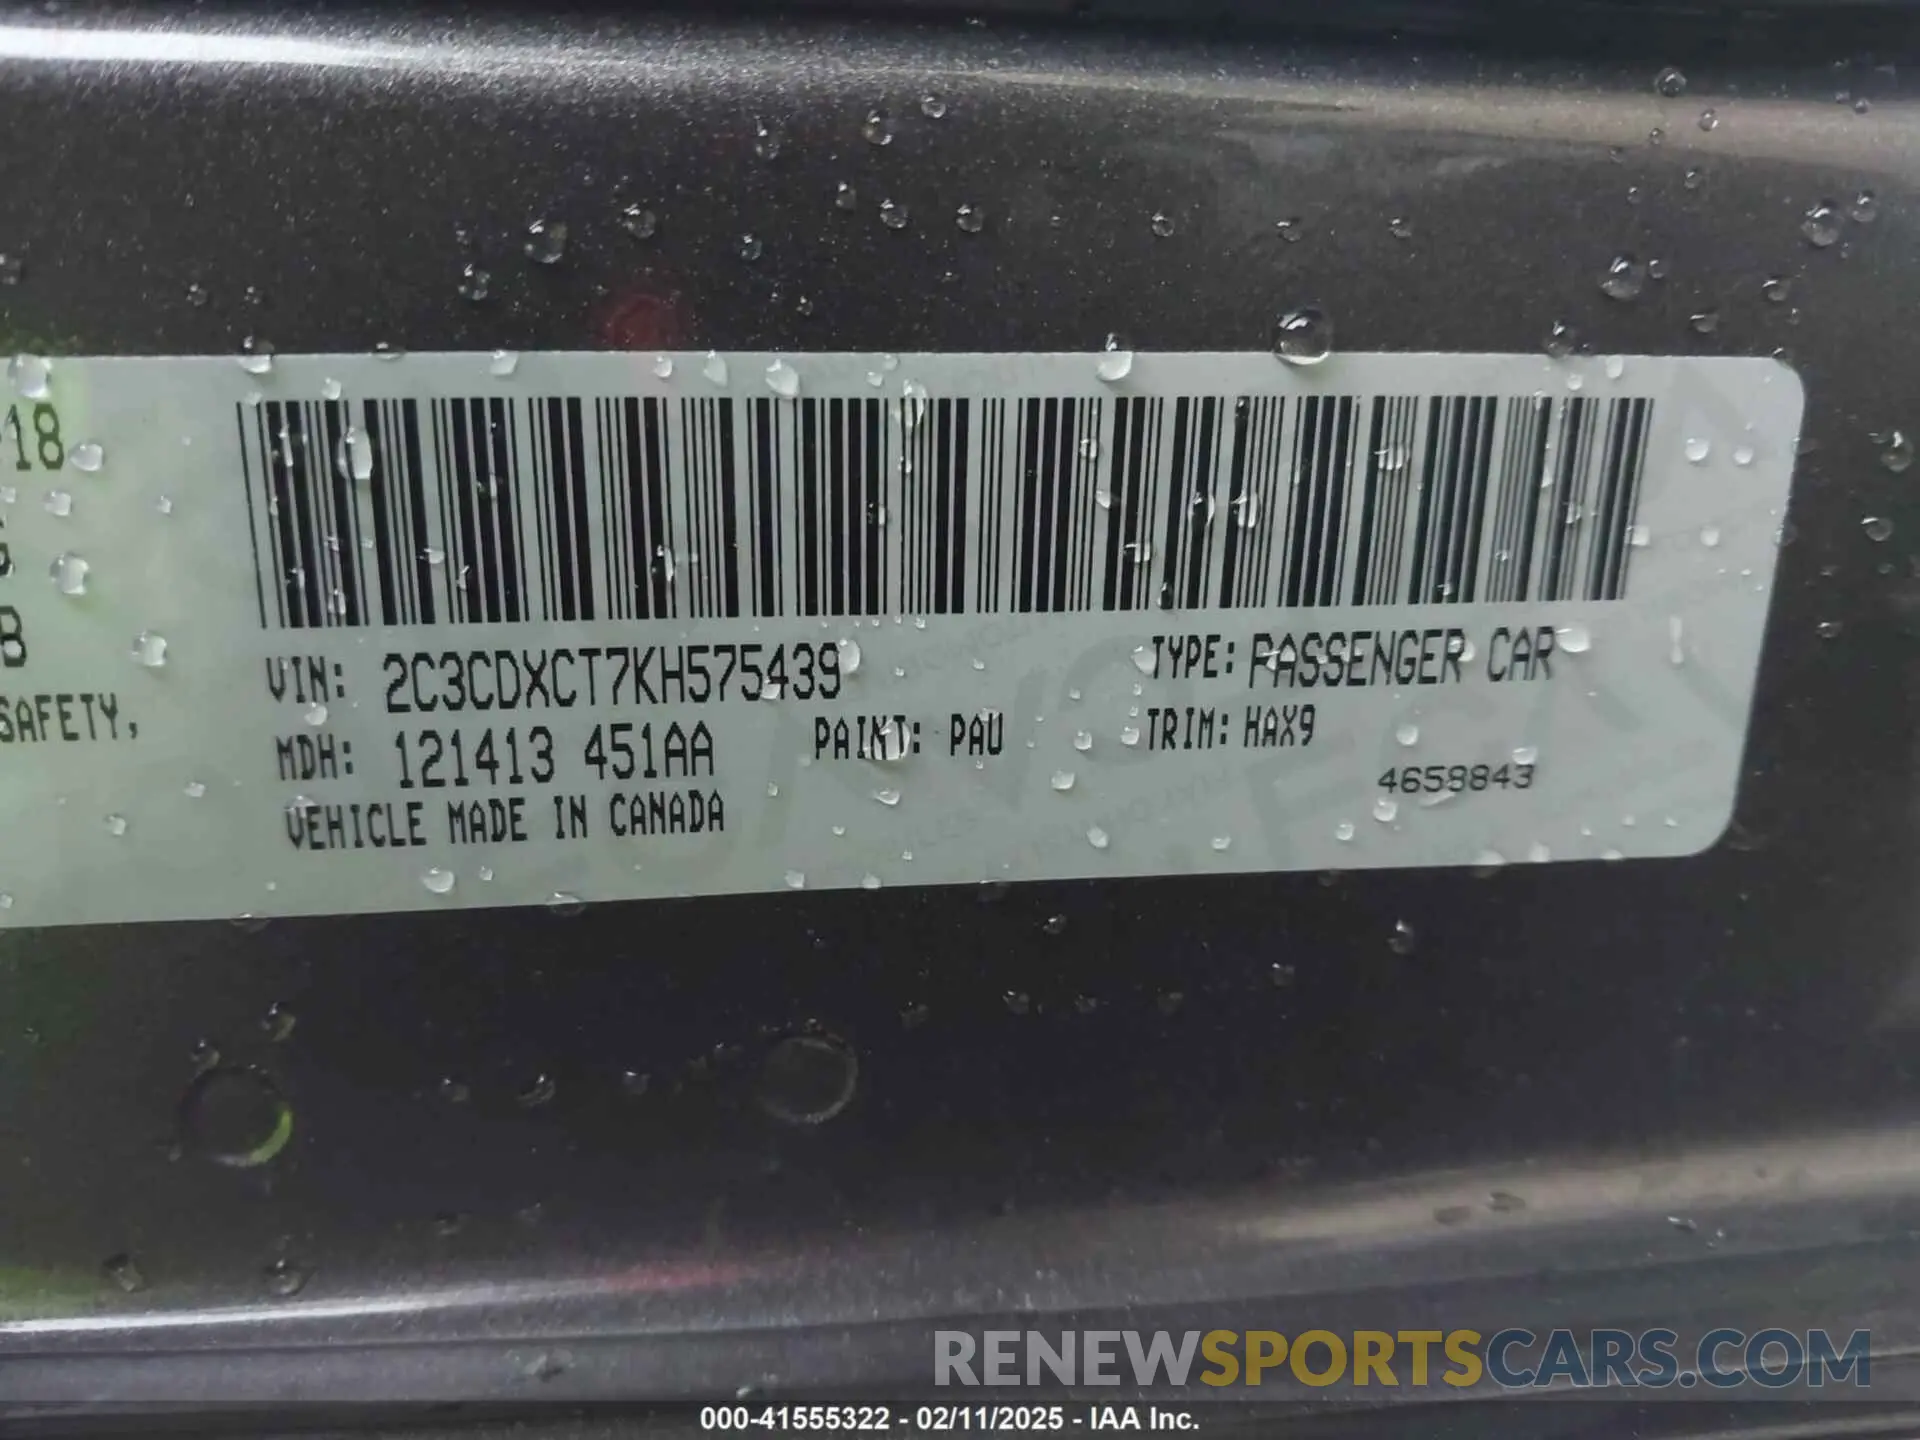 -18
B
SAFETY,
VIN: 2C3CDXCT7KH575439
TYPE: PASSENGER CAR
MDH: 121413 451AA
PAINT: PAU
TRIM: HAX9
VEHICLE MADE IN CANADA
4658843
RENEWSPORTSCARS.COM
000-41555322 - 02/11/2025 - IAA Inc.